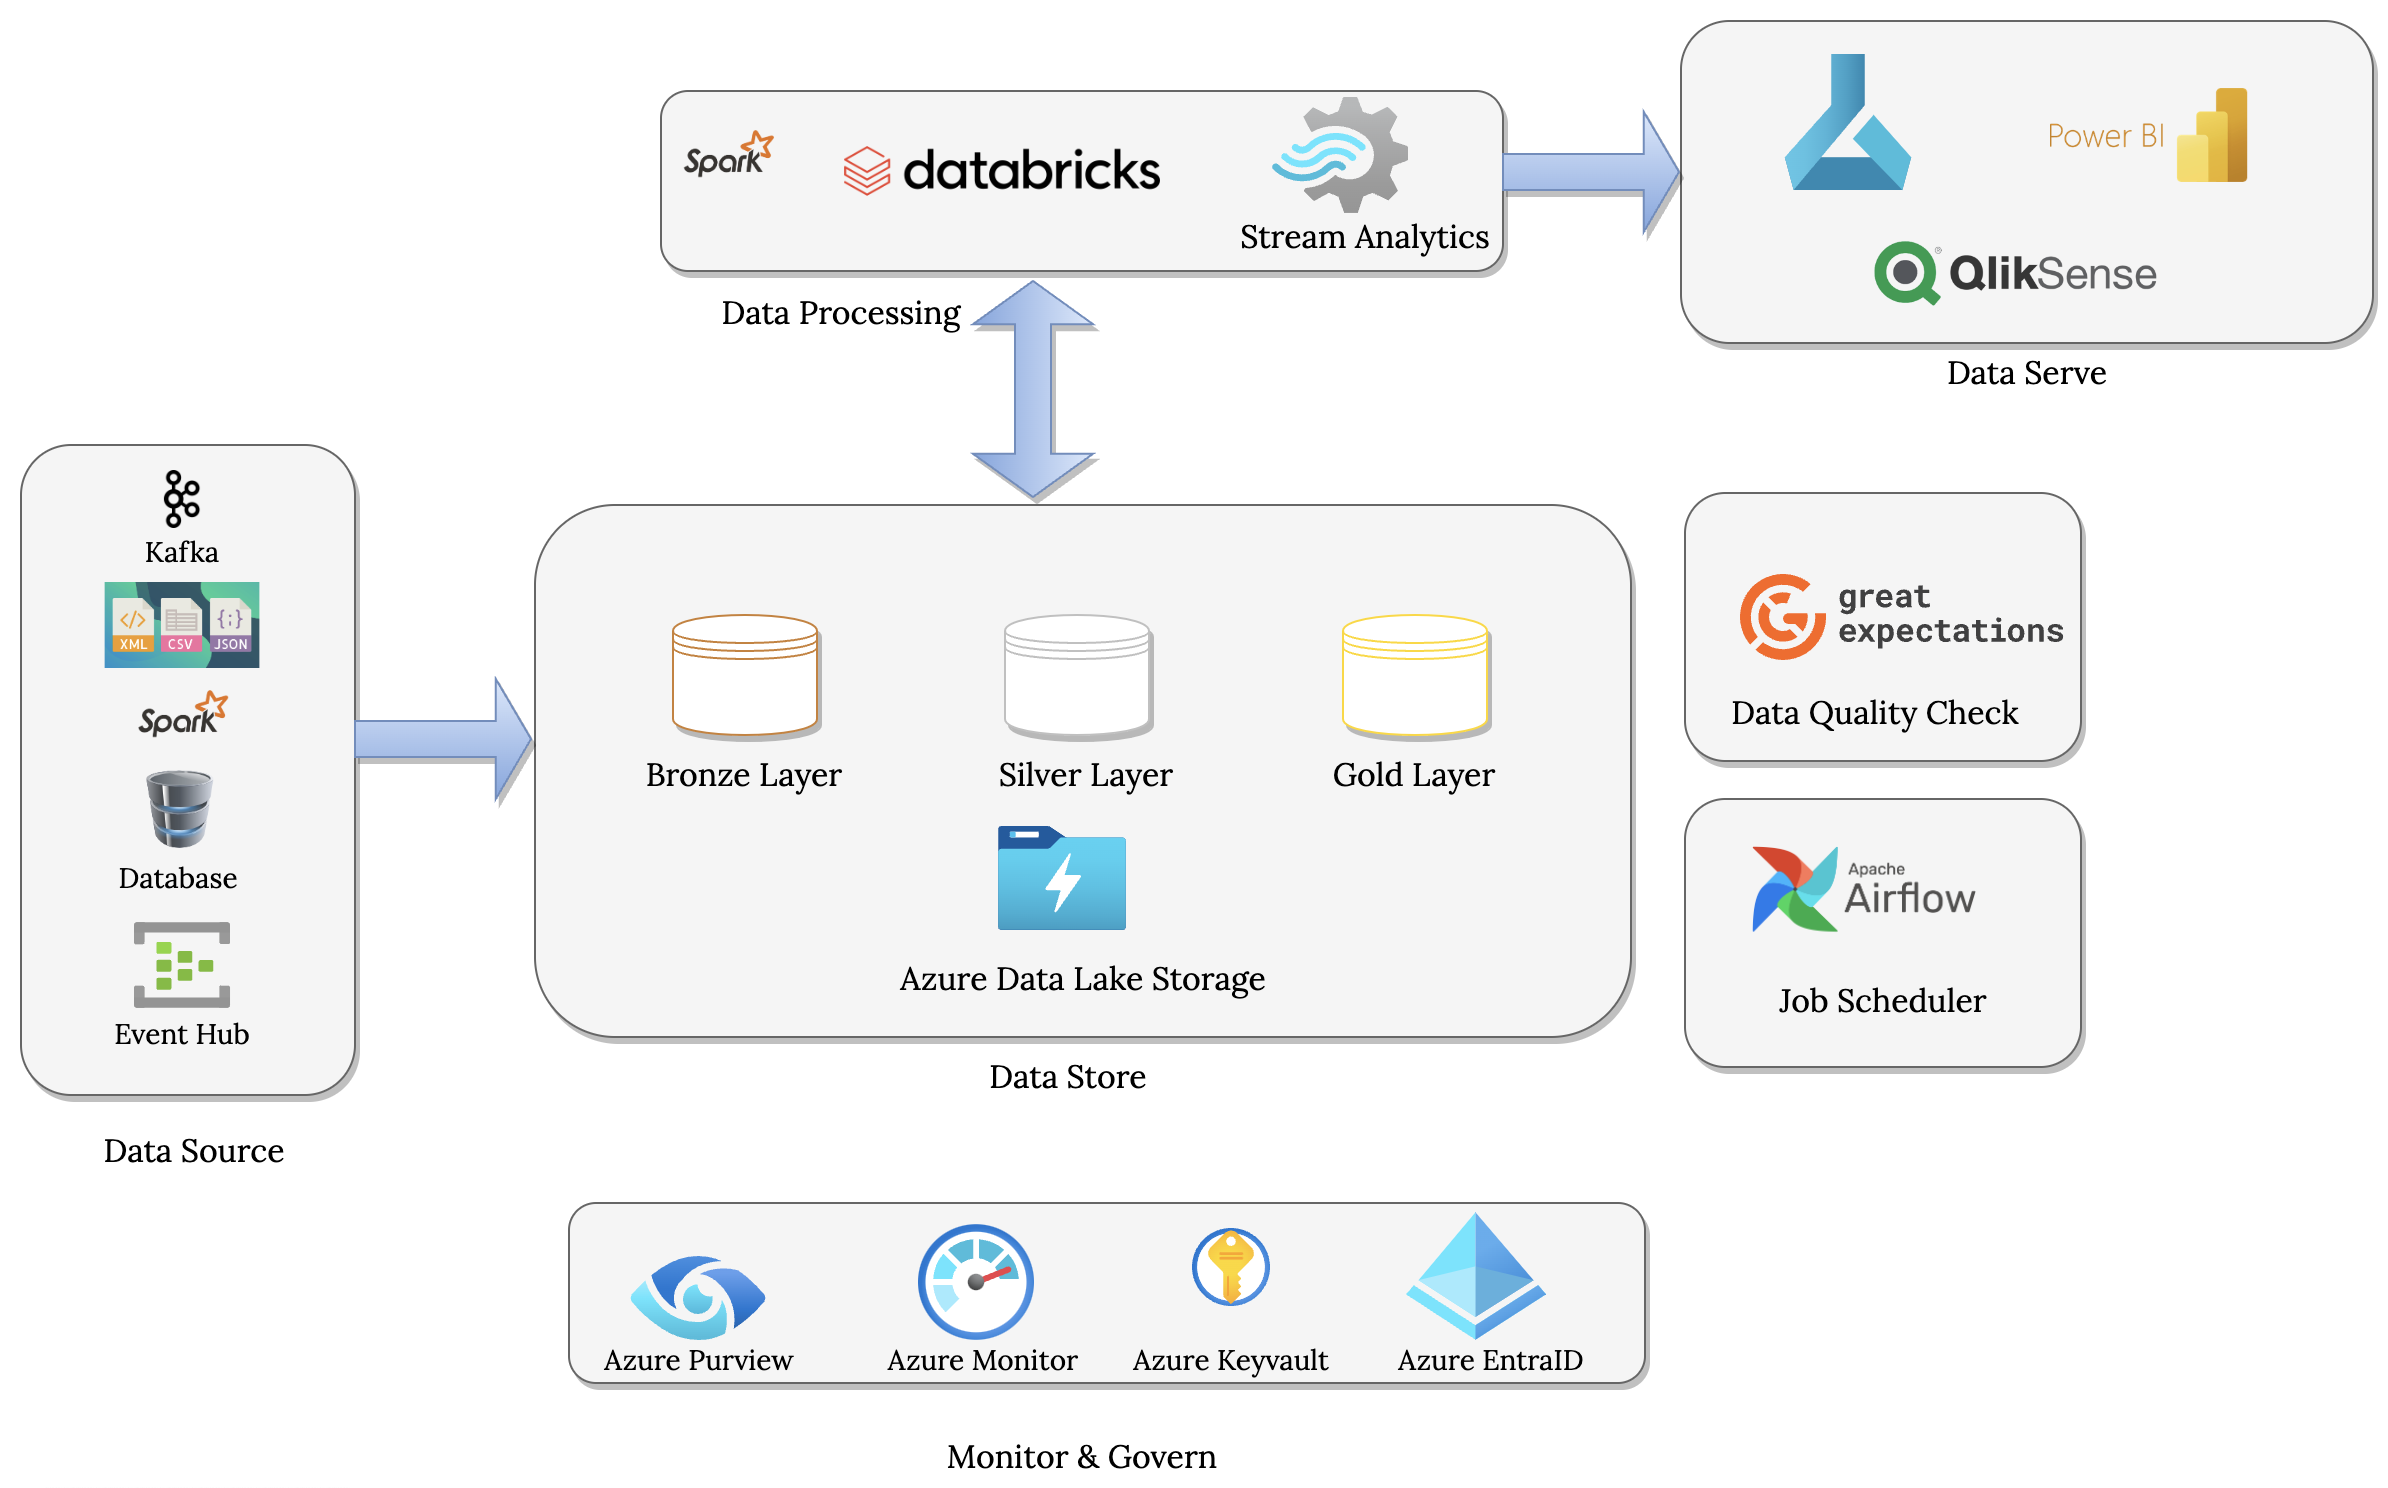 Spark
databricks
Stream Analytics
Data Processing
Power BI
QlikSense
®
Data Serve
Kafka
</>
{;}
XML
CSV
JSON
Spark
Database
Event Hub
Data Source
Bronze Layer
Silver Layer
Gold Layer
Azure Data Lake Storage
Data Store
great
expectations
Data Quality Check
Apache
Airflow
Job Scheduler
Azure Purview
Azure Monitor
Azure Keyvault
Azure EntraID
Monitor & Govern